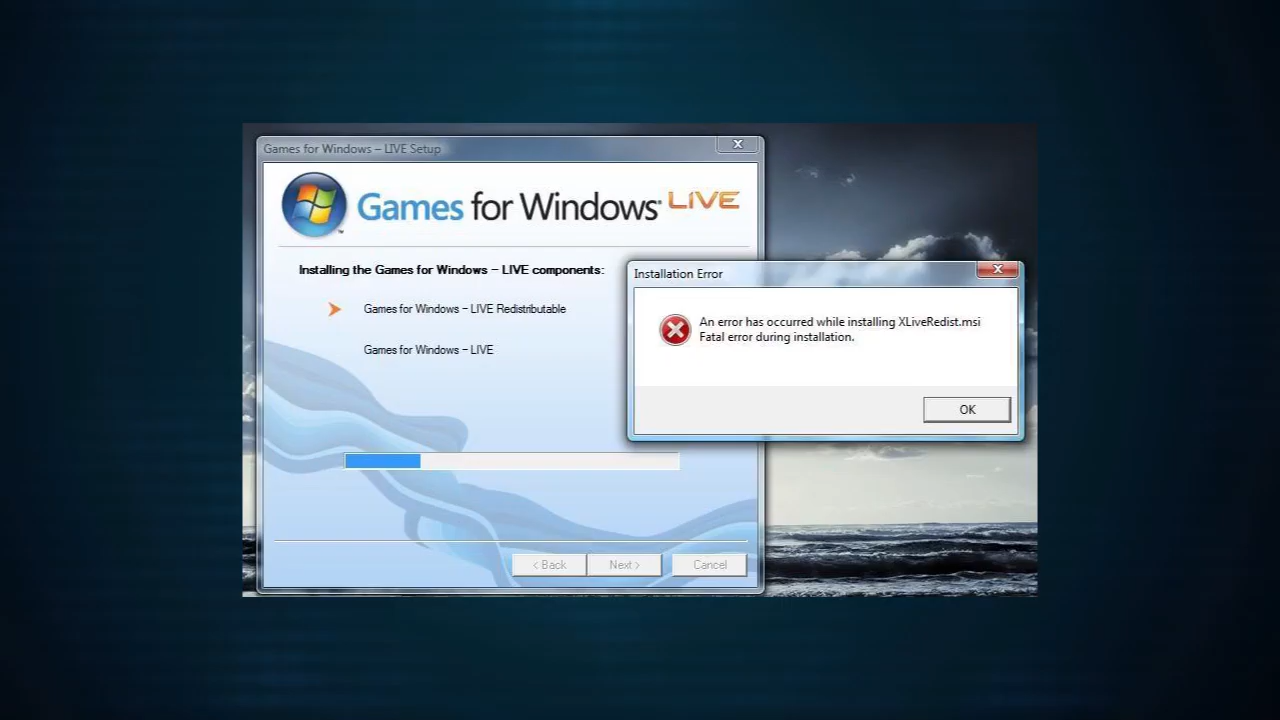 Games for Windows – LIVE Setup
Games for Windows® LIVE
™
Installing the Games for Windows – LIVE components:
Games for Windows – LIVE Redistributable
Games for Windows – LIVE
< Back Next > Cancel
Installation Error
An error has occurred while installing XLiveRedist.msi
Fatal error during installation.
OK